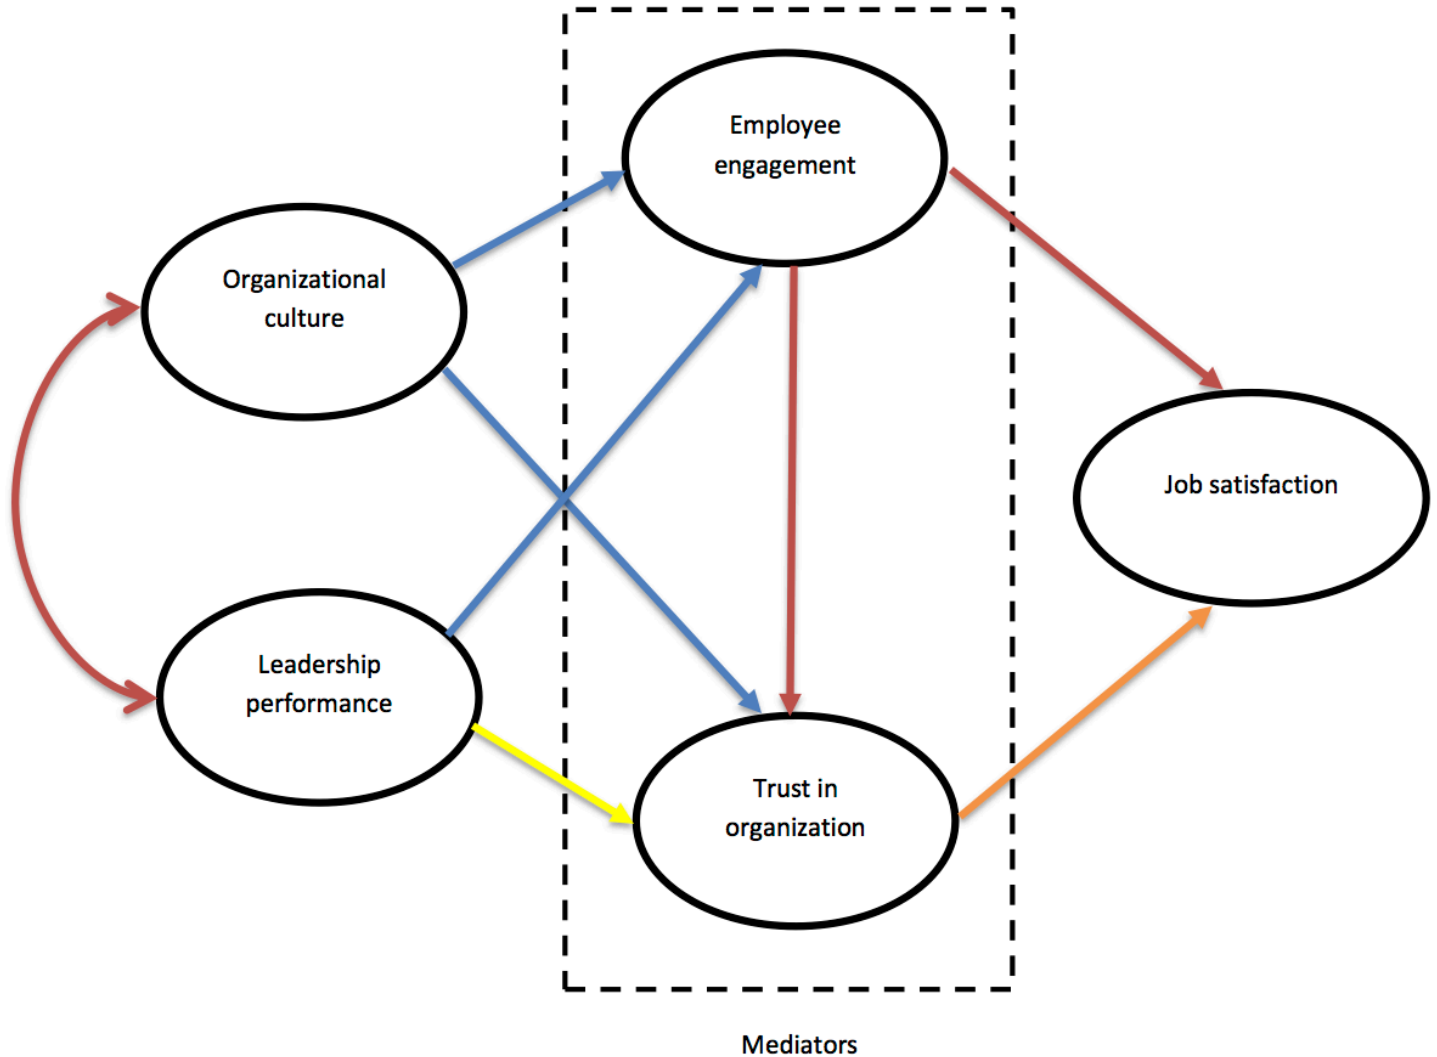 Employee
engagement
Organizational
culture
Job satisfaction
Leadership
performance
Trust in
organization
Mediators